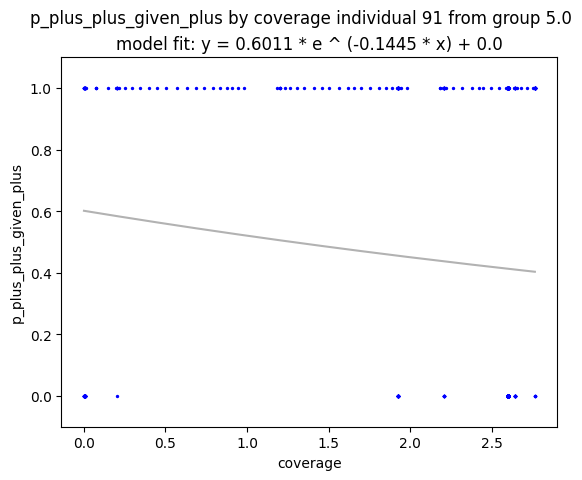 p_plus_plus_given_plus by coverage individual 91 from group 5.0
model fit: y = 0.6011 * e ^ (-0.1445 * x) + 0.0
1.0
0.8
0.6
0.4
0.2
0.0
p_plus_plus_given_plus
0.0 0.5 1.0 1.5 2.0 2.5
coverage